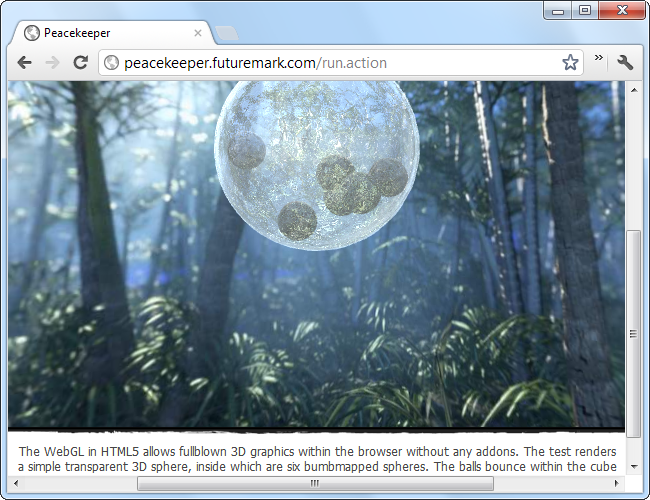 Peacekeeper
peacekeeper.futuremark.com/run.action
The WebGL in HTML5 allows fullblown 3D graphics within the browser without any addons. The test renders
a simple transparent 3D sphere, inside which are six bumbmapped spheres. The balls bounce within the cube